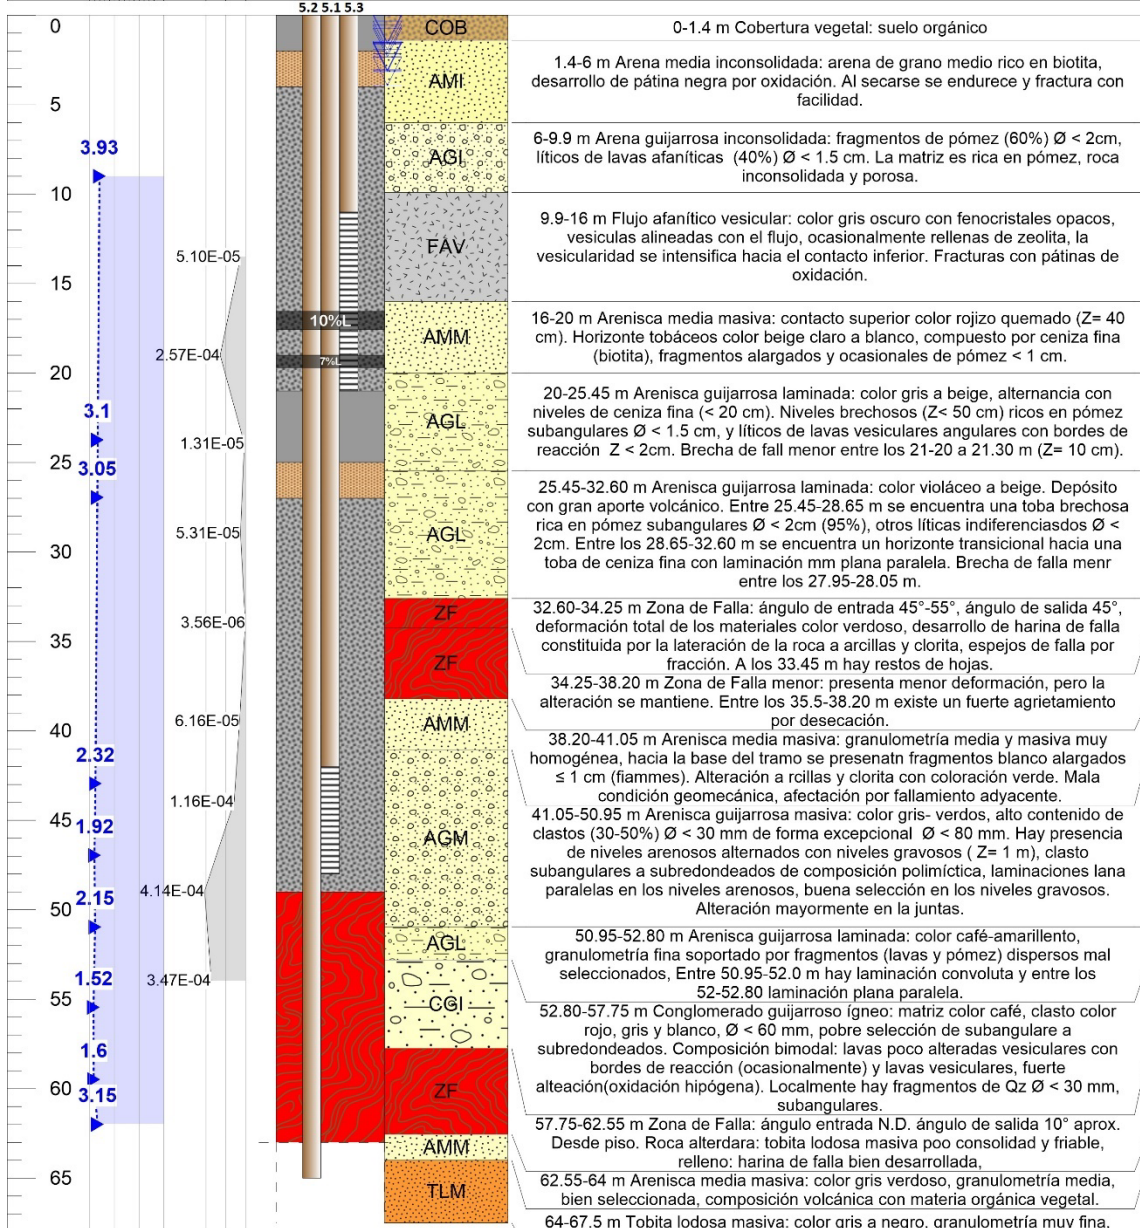 5.2 5.1 5.3
0
5
10
15
20
25
30
35
40
45
50
55
60
65
3.93
3.1
3.05
2.32
1.92
2.15
1.52
1.6
3.15
5.10E-05
2.57E-04
1.31E-05
5.31E-05
3.56E-06
6.16E-05
1.16E-04
4.14E-04
3.47E-04
10%L
7%L
COB
AMI
AGI
FAV
AMM
AGL
AGL
ZF
ZF
AMM
AGM
AGL
CGI
ZF
AMM
TLM
0-1.4 m Cobertura vegetal: suelo orgánico
1.4-6 m Arena media inconsolidada: arena de grano medio rico en biotita,
desarrollo de pátina negra por oxidación. Al secarse se endurece y fractura con
facilidad.
6-9.9 m Arena guijarrosa inconsolidada: fragmentos de pómez (60%) Ø < 2cm,
líticos de lavas afaníticas (40%) Ø < 1.5 cm. La matriz es rica en pómez, roca
inconsolidada y porosa.
9.9-16 m Flujo afanítico vesicular: color gris oscuro con fenocristales opacos,
vesiculas alineadas con el flujo, ocasionalmente rellenas de zeolita, la
vesicularidad se intensifica hacia el contacto inferior. Fracturas con pátinas de
oxidación.
16-20 m Arenisca media masiva: contacto superior color rojizo quemado (Z= 40
cm). Horizonte tobáceos color beige claro a blanco, compuesto por ceniza fina
(biotita), fragmentos alargados y ocasionales de pómez < 1 cm.
20-25.45 m Arenisca guijarrosa laminada: color gris a beige, alternancia con
niveles de ceniza fina (< 20 cm). Niveles brechosos (Z< 50 cm) ricos en pómez
subangulares Ø < 1.5 cm, y líticos de lavas vesiculares angulares con bordes de
reacción Z < 2cm. Brecha de fall menor entre los 21-20 a 21.30 m (Z= 10 cm).
25.45-32.60 m Arenisca guijarrosa laminada: color violáceo a beige. Depósito
con gran aporte volcánico. Entre 25.45-28.65 m se encuentra una toba brechosa
rica en pómez subangulares Ø < 2cm (95%), otros líticas indiferenciasdos Ø <
2cm. Entre los 28.65-32.60 m se encuentra un horizonte transicional hacia una
toba de ceniza fina con laminación mm plana paralela. Brecha de falla menr
entre los 27.95-28.05 m.
32.60-34.25 m Zona de Falla: ángulo de entrada 45°-55°, ángulo de salida 45°,
deformación total de los materiales color verdoso, desarrollo de harina de falla
constituida por la lateración de la roca a arcillas y clorita, espejos de falla por
fracción. A los 33.45 m hay restos de hojas.
34.25-38.20 m Zona de Falla menor: presenta menor deformación, pero la
alteración se mantiene. Entre los 35.5-38.20 m existe un fuerte agrietamiento
por desecación.
38.20-41.05 m Arenisca media masiva: granulometría media y masiva muy
homogénea, hacia la base del tramo se presenatn fragmentos blanco alargados
≤ 1 cm (fiammes). Alteración a rcillas y clorita con coloración verde. Mala
condición geomecánica, afectación por fallamiento adyacente.
41.05-50.95 m Arenisca guijarrosa masiva: color gris- verdos, alto contenido de
clastos (30-50%) Ø < 30 mm de forma excepcional Ø < 80 mm. Hay presencia
de niveles arenosos alternados con niveles gravosos ( Z= 1 m), clasto
subangulares a subredondeados de composición polimíctica, laminaciones lana
paralelas en los niveles arenosos, buena selección en los niveles gravosos.
Alteración mayormente en la juntas.
50.95-52.80 m Arenisca guijarrosa laminada: color café-amarillento,
granulometría fina soportado por fragmentos (lavas y pómez) dispersos mal
seleccionados, Entre 50.95-52.0 m hay laminación convoluta y entre los
52-52.80 laminación plana paralela.
52.80-57.75 m Conglomerado guijarroso ígneo: matriz color café, clasto color
rojo, gris y blanco, Ø < 60 mm, pobre selección de subangulare a
subredondeados. Composición bimodal: lavas poco alteradas vesiculares con
bordes de reacción (ocasionalmente) y lavas vesiculares, fuerte
alteación(oxidación hipógena). Localmente hay fragmentos de Qz Ø < 30 mm,
subangulares.
57.75-62.55 m Zona de Falla: ángulo entrada N.D. ángulo de salida 10° aprox.
Desde piso. Roca alterdara: tobita lodosa masiva poo consolidad y friable,
relleno: harina de falla bien desarrollada,
62.55-64 m Arenisca media masiva: color gris verdoso, granulometría media,
bien seleccionada, composición volcánica con materia orgánica vegetal.
64-67.5 m Tobita lodosa masiva: color gris a negro, granulometría muy fina,